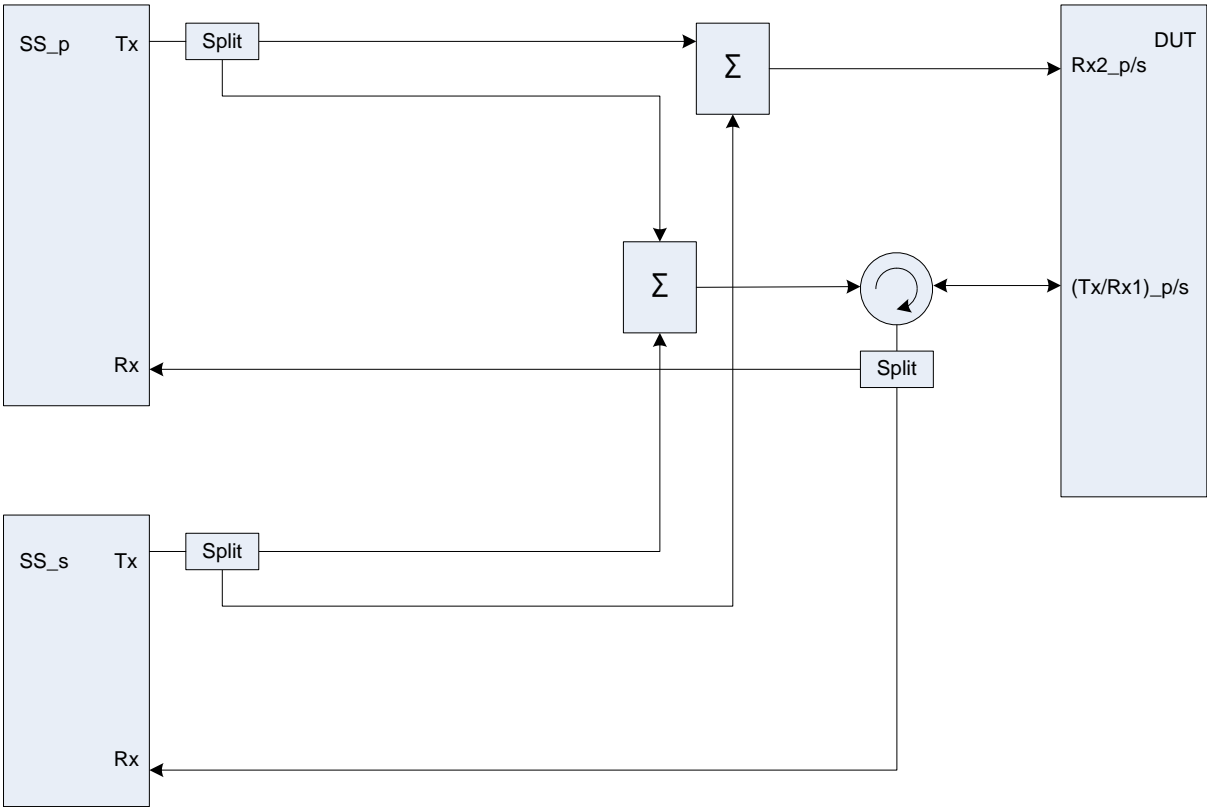 SS_p Tx
Split
Σ
DUT
Rx2_p/s
Σ
(Tx/Rx1)_p/s
Rx
Split
SS_s Tx
Split
Rx